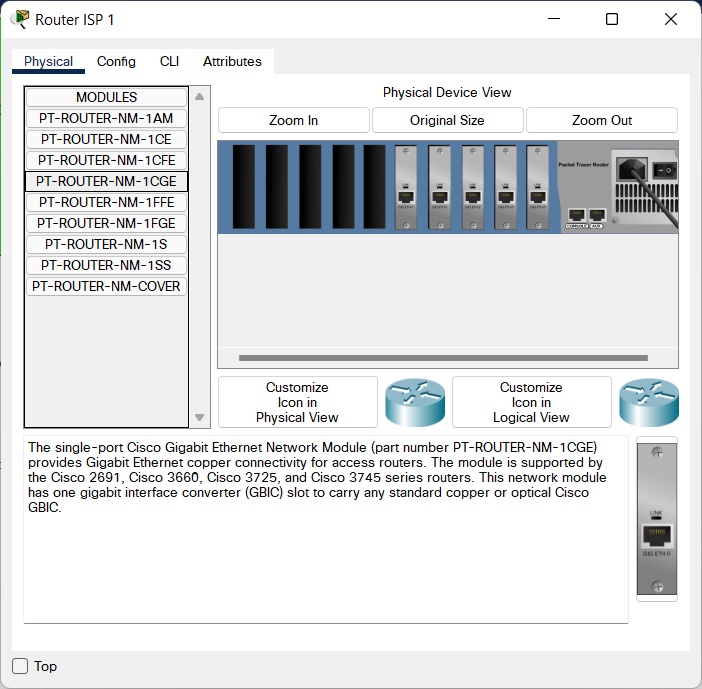 Router ISP 1
Physical
Config
CLI
Attributes
MODULES
PT-ROUTER-NM-1AM
PT-ROUTER-NM-1CE
PT-ROUTER-NM-1CFE
PT-ROUTER-NM-1CGE
PT-ROUTER-NM-1FFE
PT-ROUTER-NM-1FGE
PT-ROUTER-NM-1S
PT-ROUTER-NM-1SS
PT-ROUTER-NM-COVER
Physical Device View
Zoom In
Original Size
Zoom Out
Packet Tracer Router
CONSOLE
AUX
Customize
Icon in
Physical View
Customize
Icon in
Logical View
The single-port Cisco Gigabit Ethernet Network Module (part number PT-ROUTER-NM-1CGE)
provides Gigabit Ethernet copper connectivity for access routers. The module is supported by
the Cisco 2691, Cisco 3660, Cisco 3725, and Cisco 3745 series routers. This network module
has one gigabit interface converter (GBIC) slot to carry any standard copper or optical Cisco
GBIC.
LINK
GIG ETH 0
Top